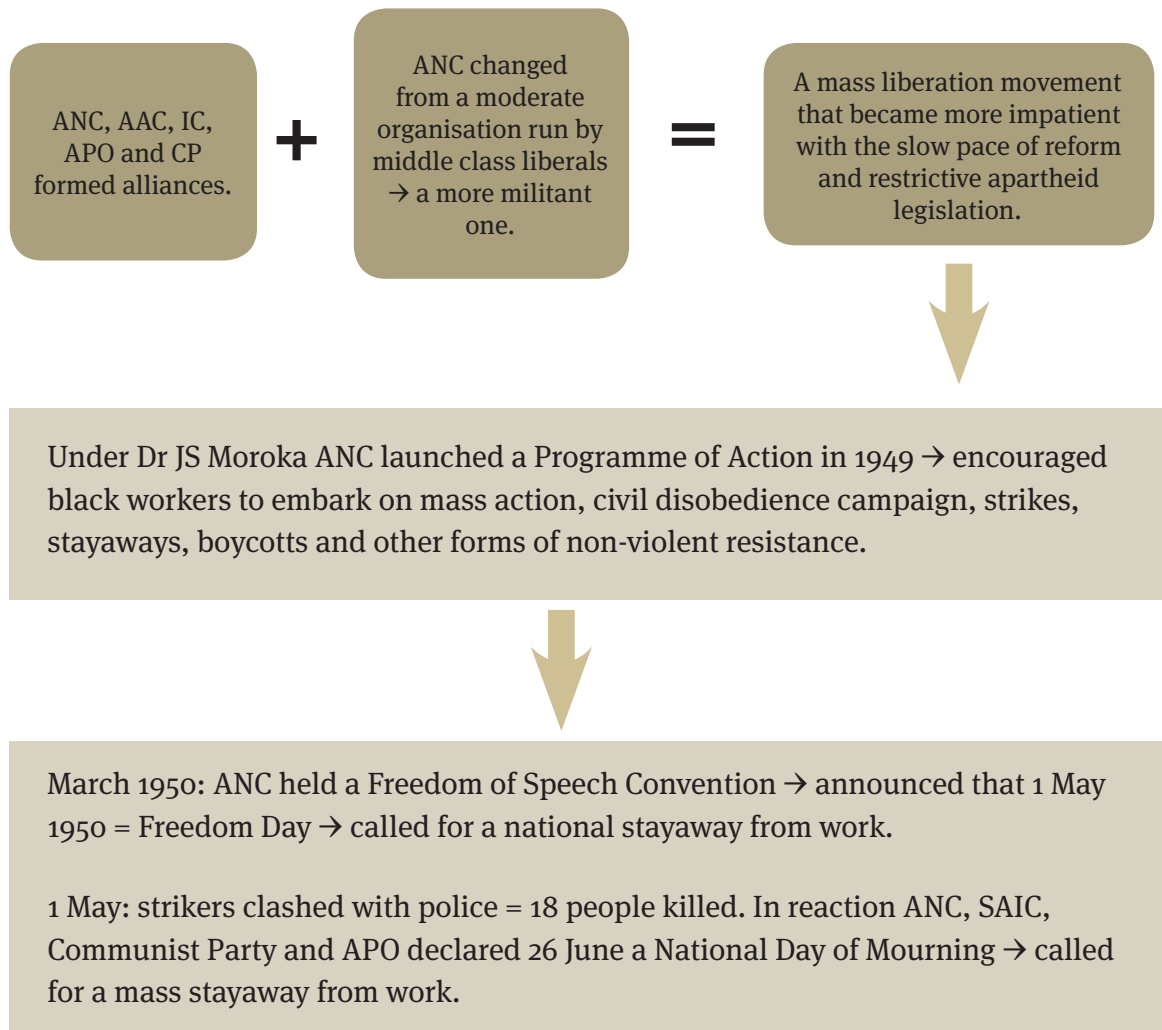 ANC, AAC, IC,
APO and CP
formed alliances.
+
ANC changed
from a moderate
organisation run by
middle class liberals
→ a more militant
one.
=
A mass liberation movement
that became more impatient
with the slow pace of reform
and restrictive apartheid
legislation.
Under Dr JS Moroka ANC launched a Programme of Action in 1949 → encouraged
black workers to embark on mass action, civil disobedience campaign, strikes,
stayaways, boycotts and other forms of non-violent resistance.
March 1950: ANC held a Freedom of Speech Convention → announced that 1 May
1950 = Freedom Day → called for a national stayaway from work.
1 May: strikers clashed with police = 18 people killed. In reaction ANC, SAIC,
Communist Party and APO declared 26 June a National Day of Mourning → called
for a mass stayaway from work.